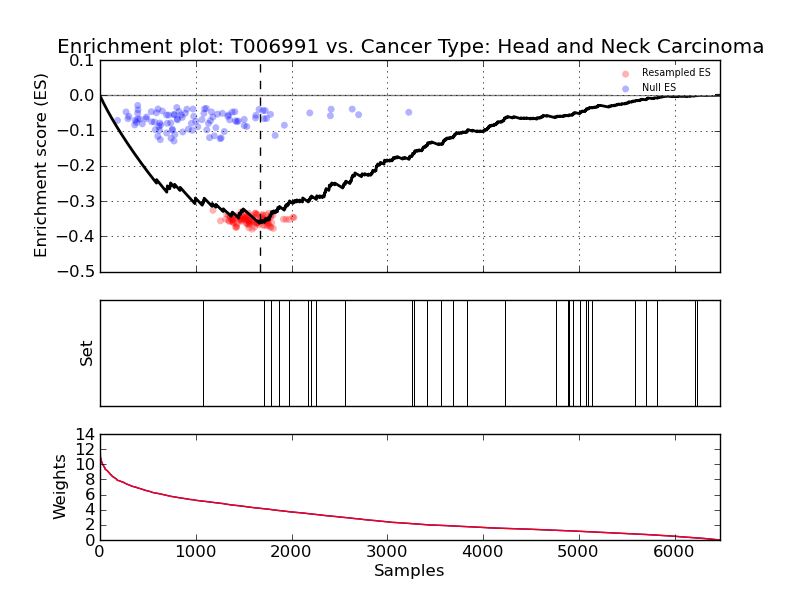 Enrichment plot: T006991 vs. Cancer Type: Head and Neck Carcinoma
0.1
0.0
−0.1
−0.2
−0.3
−0.4
−0.5
Enrichment score (ES)
Resampled ES
Null ES
Set
14
12
10
8
6
4
2
0
Weights
0 1000 2000 3000 4000 5000 6000
Samples